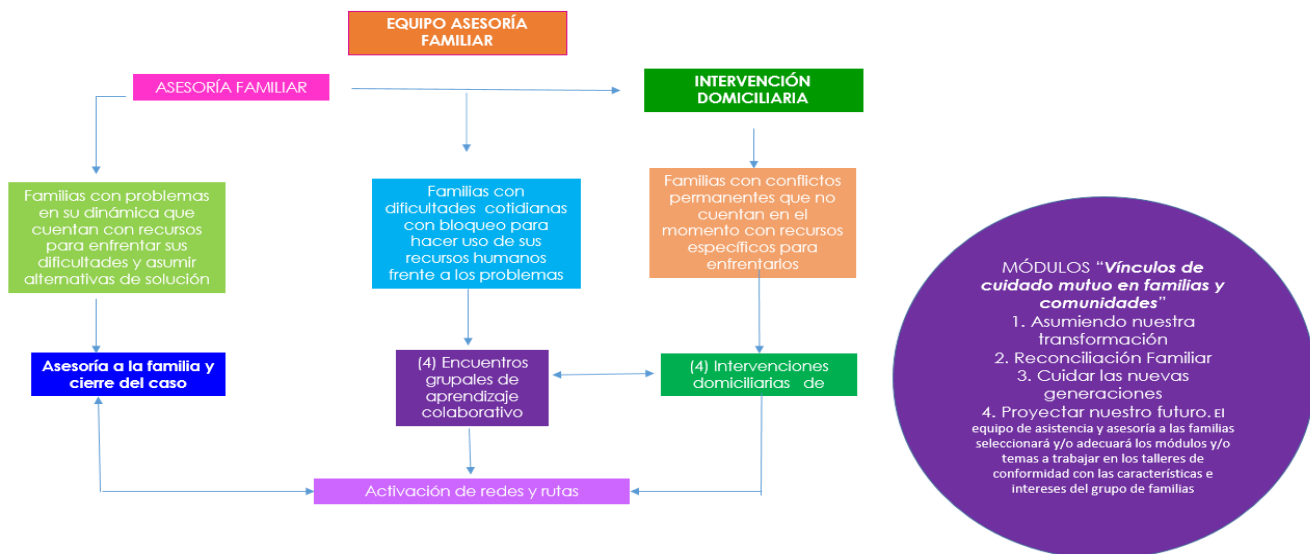 EQUIPO ASESORÍA
FAMILIAR
ASESORÍA FAMILIAR
INTERVENCIÓN
DOMICILIARIA
Familias con problemas
en su dinámica que
cuentan con recursos
para enfrentar sus
dificultades y asumir
alternativas de solución
Familias con
dificultades cotidianas
con bloqueo para
hacer uso de sus
recursos humanos
frente a los problemas
Familias con conflictos
permanentes que no
cuentan en el
momento con recursos
específicos para
enfrentarlos
Asesoría a la familia y
cierre del caso
(4) Encuentros
grupales de
aprendizaje
colaborativo
(4) Intervenciones
domiciliarias de
Activación de redes y rutas
MÓDULOS “Vínculos de
cuidado mutuo en familias y
comunidades”
1. Asumiendo nuestra
transformación
2. Reconciliación Familiar
3. Cuidar las nuevas
generaciones
4. Proyectar nuestro futuro. El
equipo de asistencia y asesoría a las familias
seleccionará y/o adecuará los módulos y/o
temas a trabajar en los talleres de
conformidad con las características e
intereses del grupo de familias